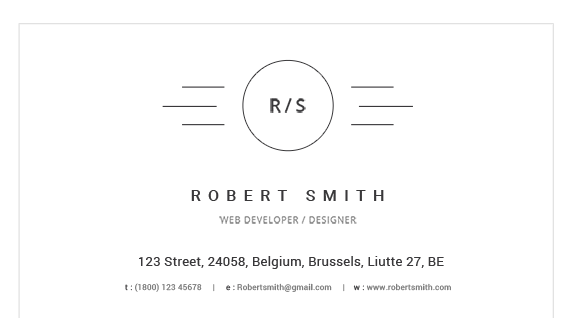 R/S
ROBERT SMITH
WEB DEVELOPER / DESIGNER
123 Street, 24058, Belgium, Brussels, Liutte 27, BE
t : (1800) 123 45678 | e : Robertsmith@gmail.com | w : www.robertsmith.com